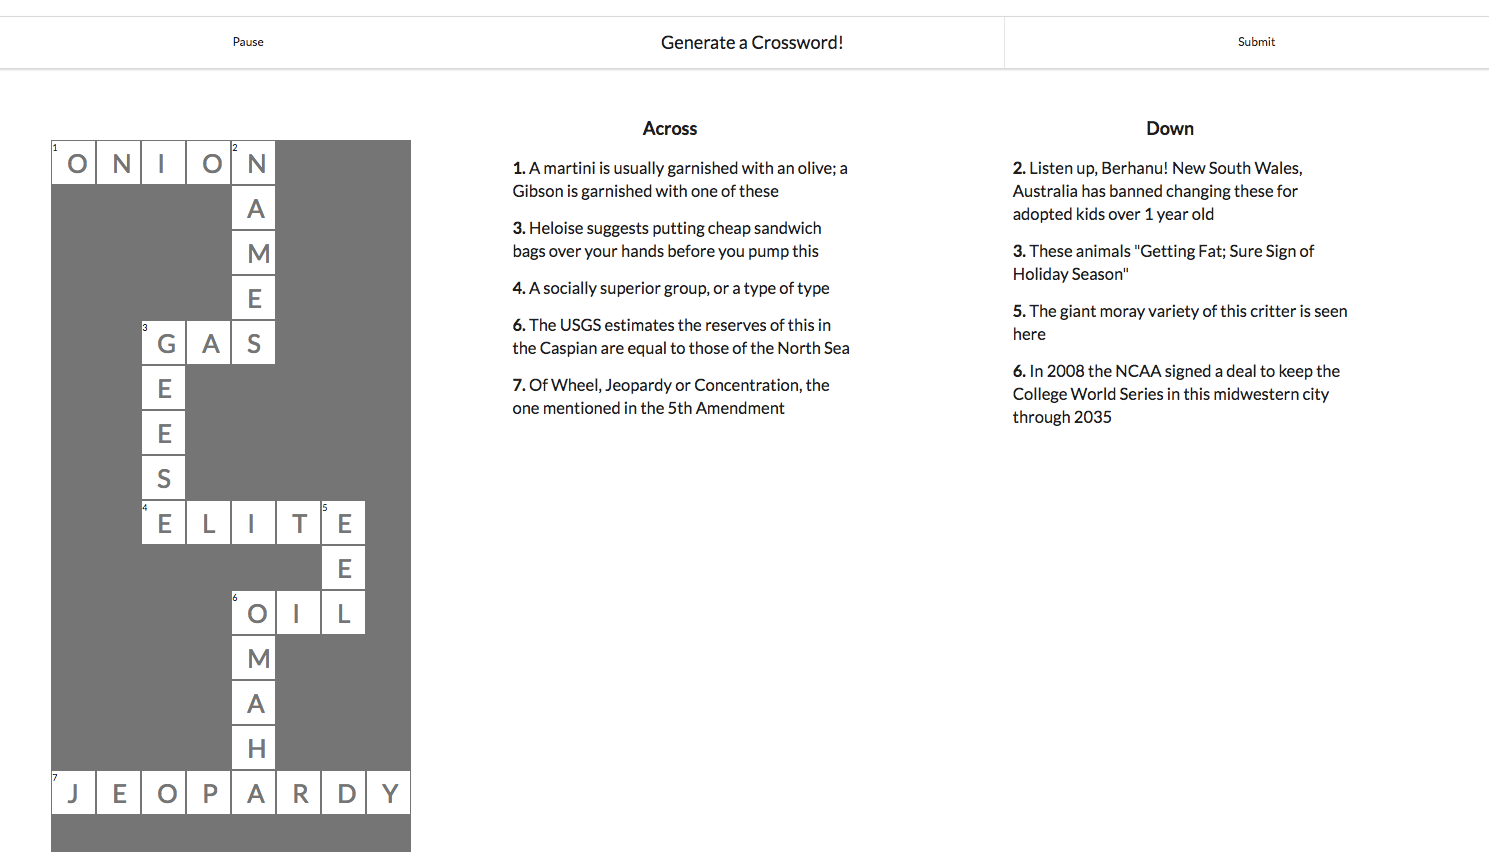 Pause
Generate a Crossword!
Submit
1 O N I O 2 N
A
M
E
3 G A S
E
E
S
4 E L I T 5 E
E
6 O I L
M
A
H
7 J E O P A R D Y
Across
1. A martini is usually garnished with an olive; a
Gibson is garnished with one of these
3. Heloise suggests putting cheap sandwich
bags over your hands before you pump this
4. A socially superior group, or a type of type
6. The USGS estimates the reserves of this in
the Caspian are equal to those of the North Sea
7. Of Wheel, Jeopardy or Concentration, the
one mentioned in the 5th Amendment
Down
2. Listen up, Berhanu! New South Wales,
Australia has banned changing these for
adopted kids over 1 year old
3. These animals "Getting Fat; Sure Sign of
Holiday Season"
5. The giant moray variety of this critter is seen
here
6. In 2008 the NCAA signed a deal to keep the
College World Series in this midwestern city
through 2035